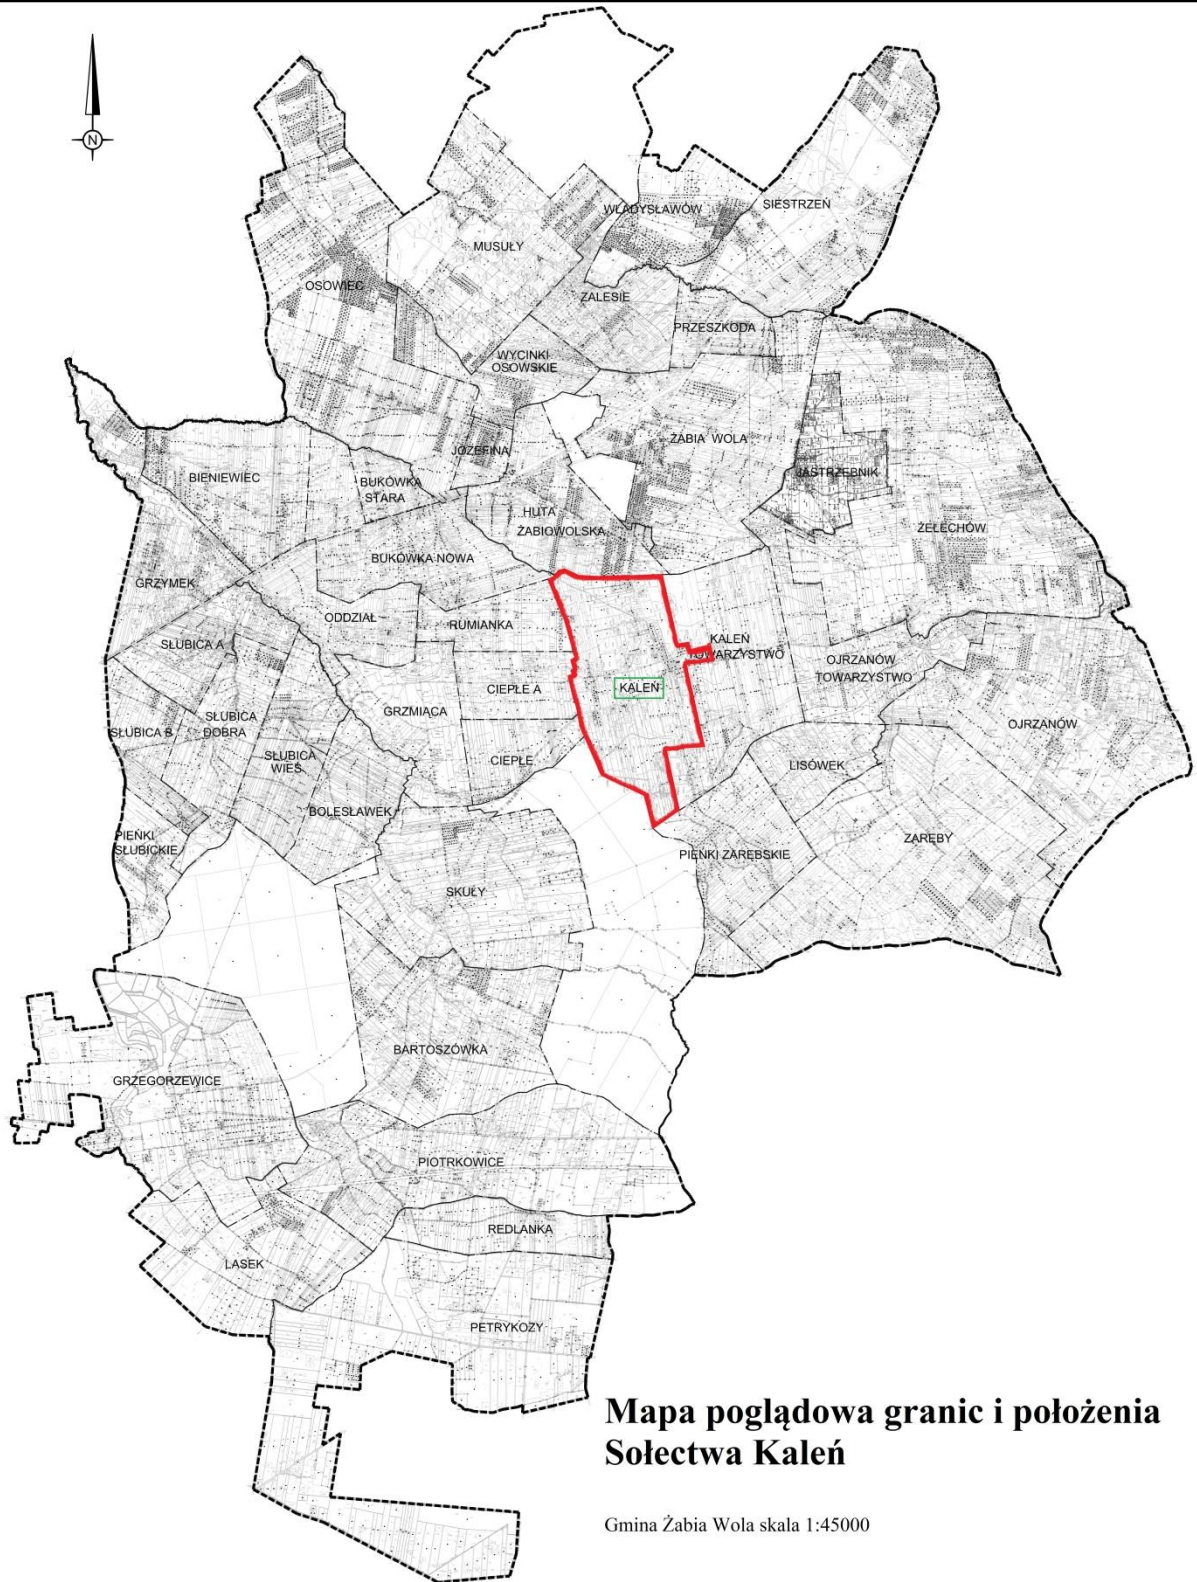 N
WŁADYSŁAWÓW
SIESTRZEŃ
MUSUŁY
OSOWIEC
ZALESIE
PRZESZKODA
WYCINKI
OSOWSKIE
ŻABIA WOLA
JÓZEFINA
JASTRZĘBNIK
BIENIEWIEC
BUKÓWKA
STARA
HUTA
ŻABIOWOLSKA
ŻELECHÓW
BUKÓWKA NOWA
GRZYMEK
ODDZIAŁ
RUMIANKA
SŁUBICA A
KALEŃ
TOWARZYSTWO
OJRZANÓW
TOWARZYSTWO
CIEPŁE A
KALEŃ
GRZMIĄCA
SŁUBICA
DOBRA
SŁUBICA B
OJRZANÓW
SŁUBICA
WIEŚ
CIEPŁE
LISÓWEK
BOLESŁAWEK
PIEŃKI
SŁUBICKIE
ZARĘBY
PIEŃKI ZARĘBSKIE
SKUŁY
BARTOSZÓWKA
GRZEGORZEWICE
PIOTRKOWICE
REDLANKA
LASEK
PETRYKOZY
Mapa poglądowa granic i położenia
Sołectwa Kaleń
Gmina Żabia Wola skala 1:45000